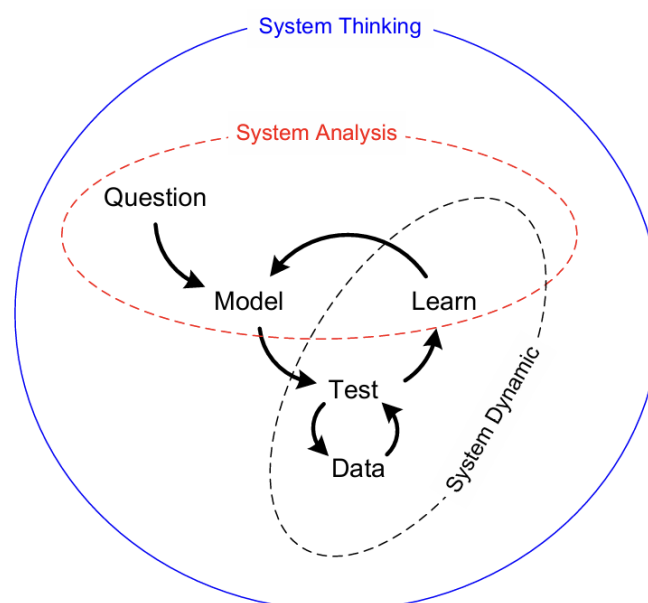 System Thinking
System Analysis
Question
Model
Learn
Test
Data
System Dynamic